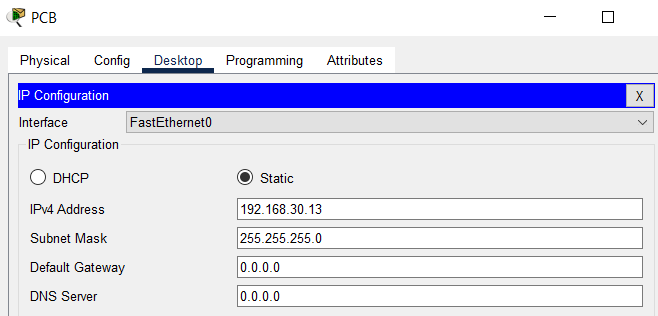 PCB
Physical Config Desktop Programming Attributes
IP Configuration X
Interface FastEthernet0
IP Configuration
DHCP Static
IPv4 Address 192.168.30.13
Subnet Mask 255.255.255.0
Default Gateway 0.0.0.0
DNS Server 0.0.0.0